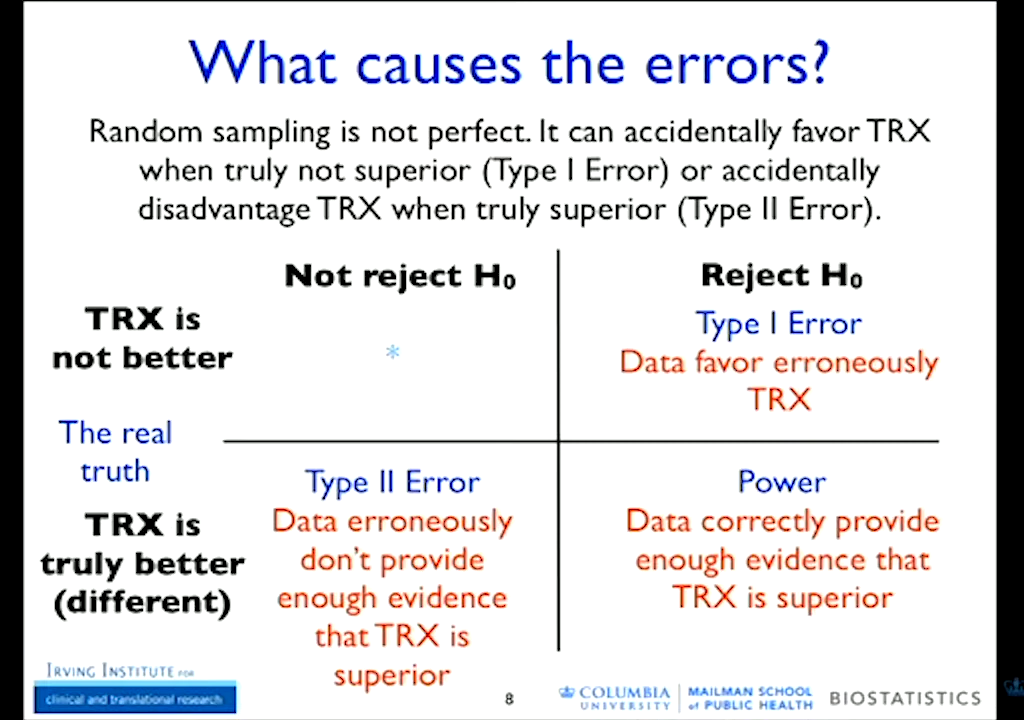 What causes the errors?
Random sampling is not perfect. It can accidentally favor TRX
when truly not superior (Type I Error) or accidentally
disadvantage TRX when truly superior (Type II Error).
Not reject H₀
Reject H₀
TRX is
not better
*
Type I Error
Data favor erroneously
TRX
The real
truth
TRX is
truly better
(different)
Type II Error
Data erroneously
don't provide
enough evidence
that TRX is
superior
Power
Data correctly provide
enough evidence that
TRX is superior
IRVING INSTITUTE FOR
clinical and translational research
8
COLUMBIA
UNIVERSITY
MAILMAN SCHOOL
of PUBLIC HEALTH
BIOSTATISTICS